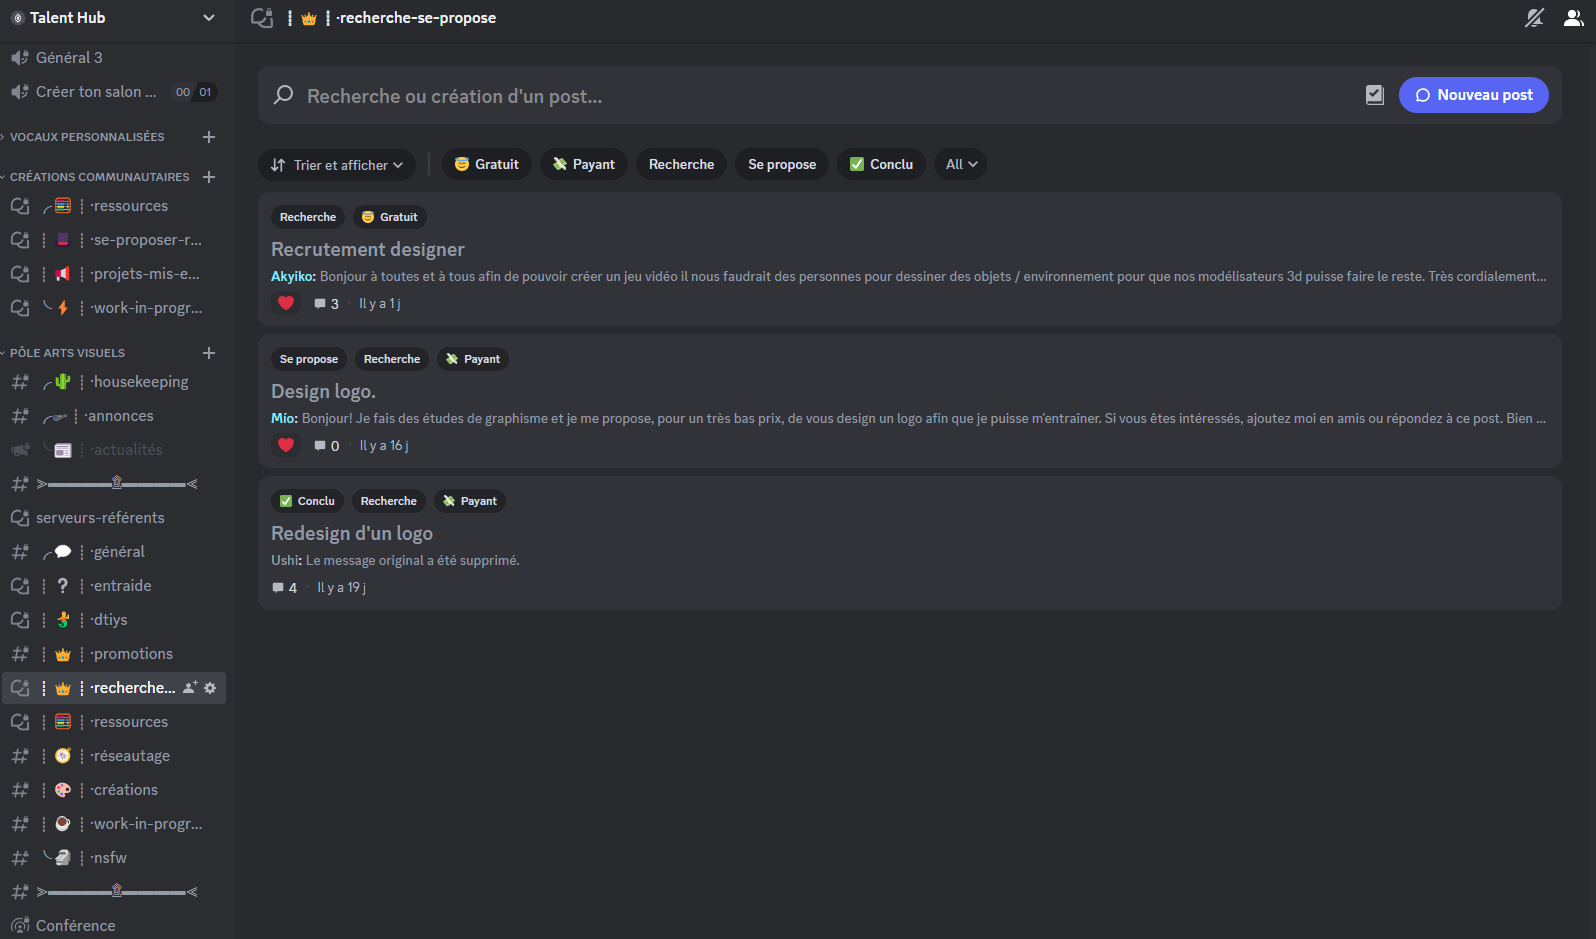 Talent Hub
Général 3
Créer ton salon ... 00 01
VOCAUX PERSONNALISÉES
CRÉATIONS COMMUNAUTAIRES
·ressources
·se-proposer-r...
·projets-mis-e...
·work-in-progr...
PÔLE ARTS VISUELS
·housekeeping
·annonces
·actualités
serveurs-référents
·général
·entraide
·dtiys
·promotions
·recherche...
·ressources
·réseautage
·créations
·work-in-progr...
·nsfw
Conférence
·recherche-se-propose
Recherche ou création d'un post...
Nouveau post
Trier et afficher
Gratuit
Payant
Recherche
Se propose
Conclu
All
Recherche Gratuit
Recrutement designer
Akyiko: Bonjour à toutes et à tous afin de pouvoir créer un jeu vidéo il nous faudrait des personnes pour dessiner des objets / environnement pour que nos modélisateurs 3d puisse faire le reste. Très cordialement...
3 · Il y a 1 j
Se propose Recherche Payant
Design logo.
Mío: Bonjour! Je fais des études de graphisme et je me propose, pour un très bas prix, de vous design un logo afin que je puisse m'entraîner. Si vous êtes intéressés, ajoutez moi en amis ou répondez à ce post. Bien ...
0 · Il y a 16 j
Conclu Recherche Payant
Redesign d'un logo
Ushi: Le message original a été supprimé.
4 · Il y a 19 j